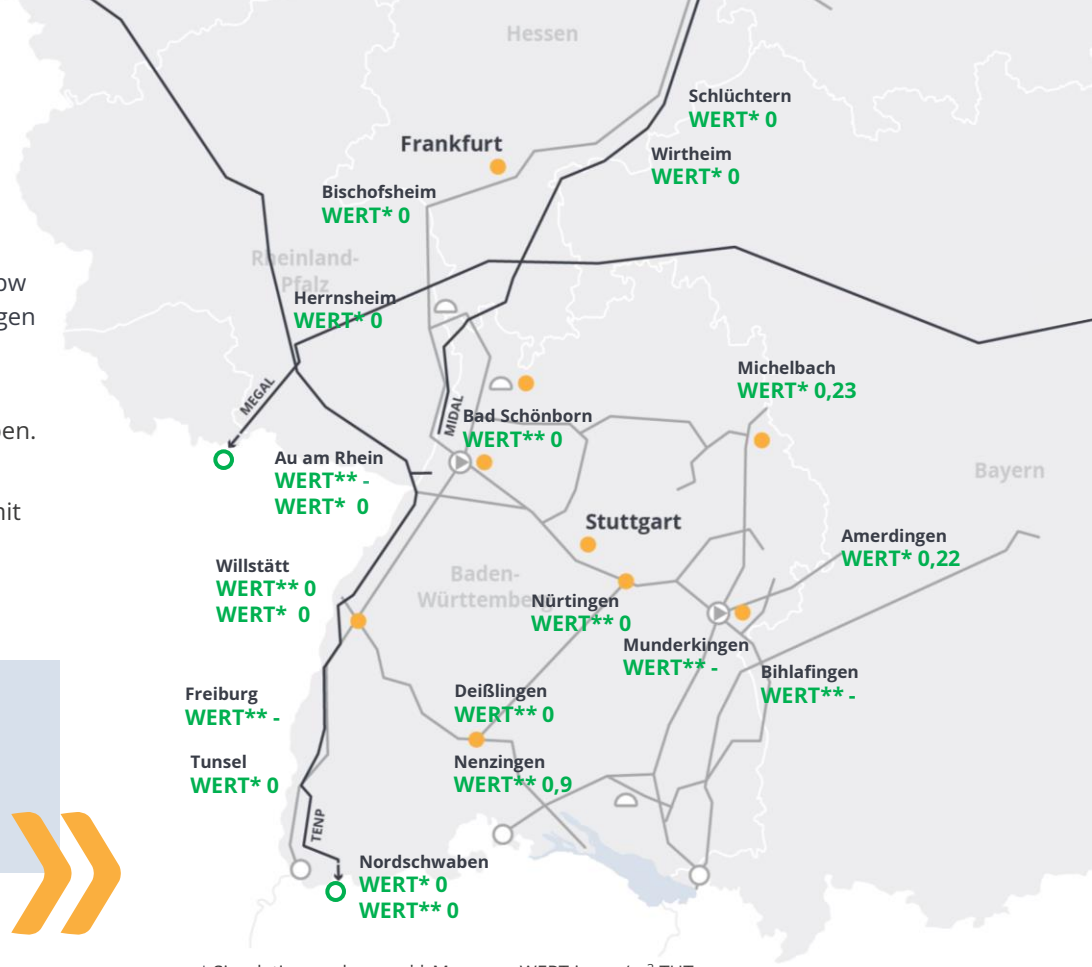 Hessen
Schlüchtern
WERT* 0
Frankfurt
Wirtheim
WERT* 0
Bischofsheim
WERT* 0
Rheinland-
Pfalz
ow
Herrnsheim
WERT* 0
gen
Michelbach
WERT* 0,23
MEGAL
MIDAL
Bad Schönborn
WERT** 0
en.
Au am Rhein
WERT** -
WERT* 0
Bayern
nit
Stuttgart
Amerdingen
WERT* 0,22
Willstätt
WERT** 0
WERT* 0
Baden-
Württemberg
Nürtingen
WERT** 0
Munderkingen
WERT** -
Bihlafingen
WERT** -
Freiburg
WERT** -
Deißlingen
WERT** 0
Tunsel
WERT* 0
Nenzingen
WERT** 0,9
TENP
Nordschwaben
WERT* 0
WERT** 0